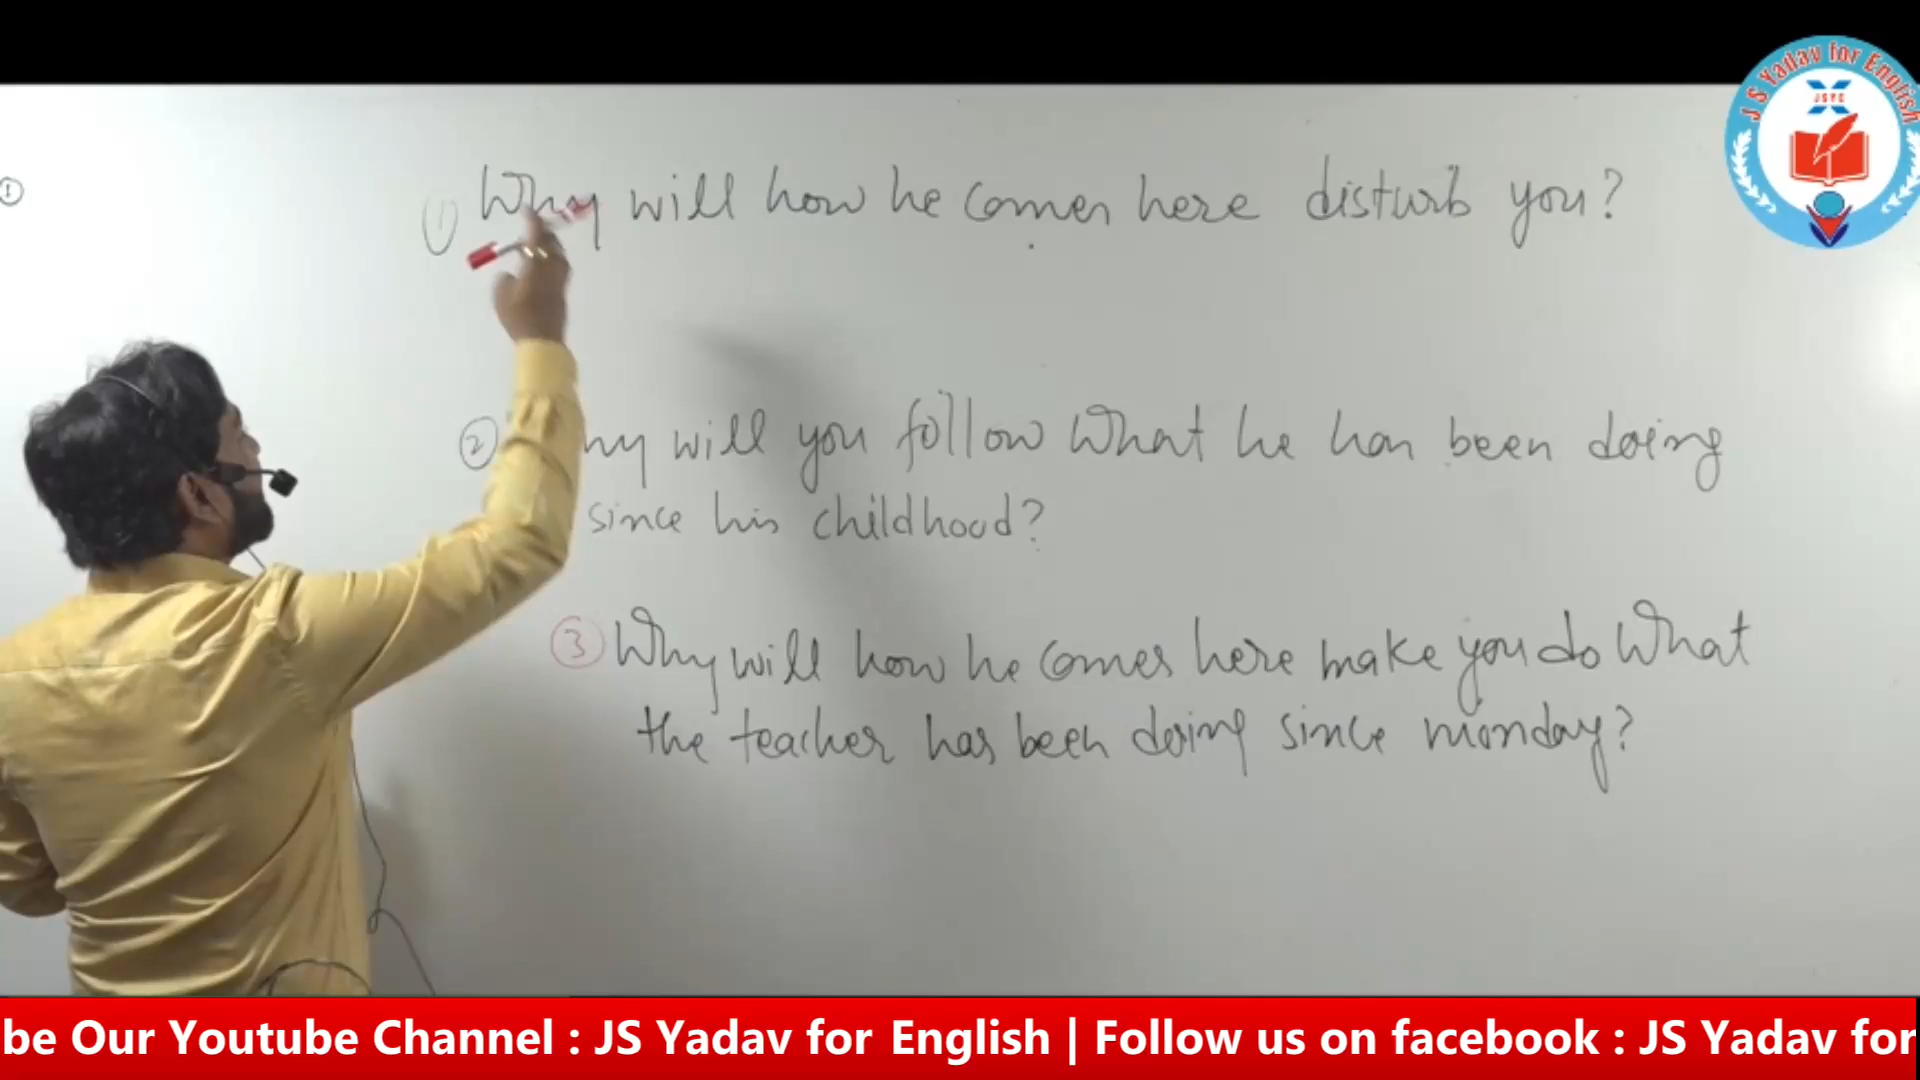 J S Yadav for English
JSYE
①
① Why will how he comes here disturb you?
② hy will you follow what he has been doing
since his childhood?
③ Why will how he comes here make you do what
the teacher has been doing since monday?
be Our Youtube Channel : JS Yadav for English | Follow us on facebook : JS Yadav for